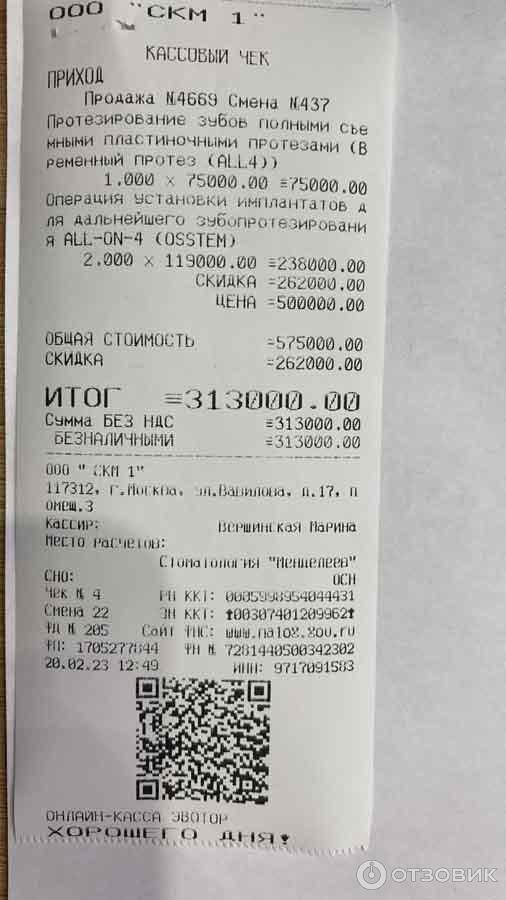 ООО "СКМ 1"
КАССОВЫЙ ЧЕК
ПРИХОД
Продажа №4669 Смена №437
Протезирование зубов полными съе
мными пластиночными протезами (В
ременный протез (ALL4))
1.000 x 75000.00 =75000.00
Операция установки имплантатов д
ля дальнейшего зубопротезировани
я ALL-ON-4 (OSSTEM)
2.000 x 119000.00 =238000.00
СКИДКА =262000.00
ЦЕНА =500000.00
ОБЩАЯ СТОИМОСТЬ =575000.00
СКИДКА =262000.00
ИТОГ =313000.00
Сумма БЕЗ НДС =313000.00
БЕЗНАЛИЧНЫМИ =313000.00
ООО " СКМ 1"
117312, г.Москва, ул.Вавилова, д.17, п
омещ.3
Кассир: Вершинская Марина
Место расчетов:
Стоматология "Менделеев"
СНО: ОСН
Чек № 4 РН ККТ: 0005998954044431
Смена 22 ЗН ККТ: ↑00307401209962↑
ФД № 205 Сайт ФНС: www.nalog.gov.ru
ФП: 1705277844 ФН № 7281440500342302
20.02.23 12:49 ИНН: 9717091583
ОНЛАЙН-КАССА ЭВОТОР
ХОРОШЕГО ДНЯ!
ОТЗОВИК